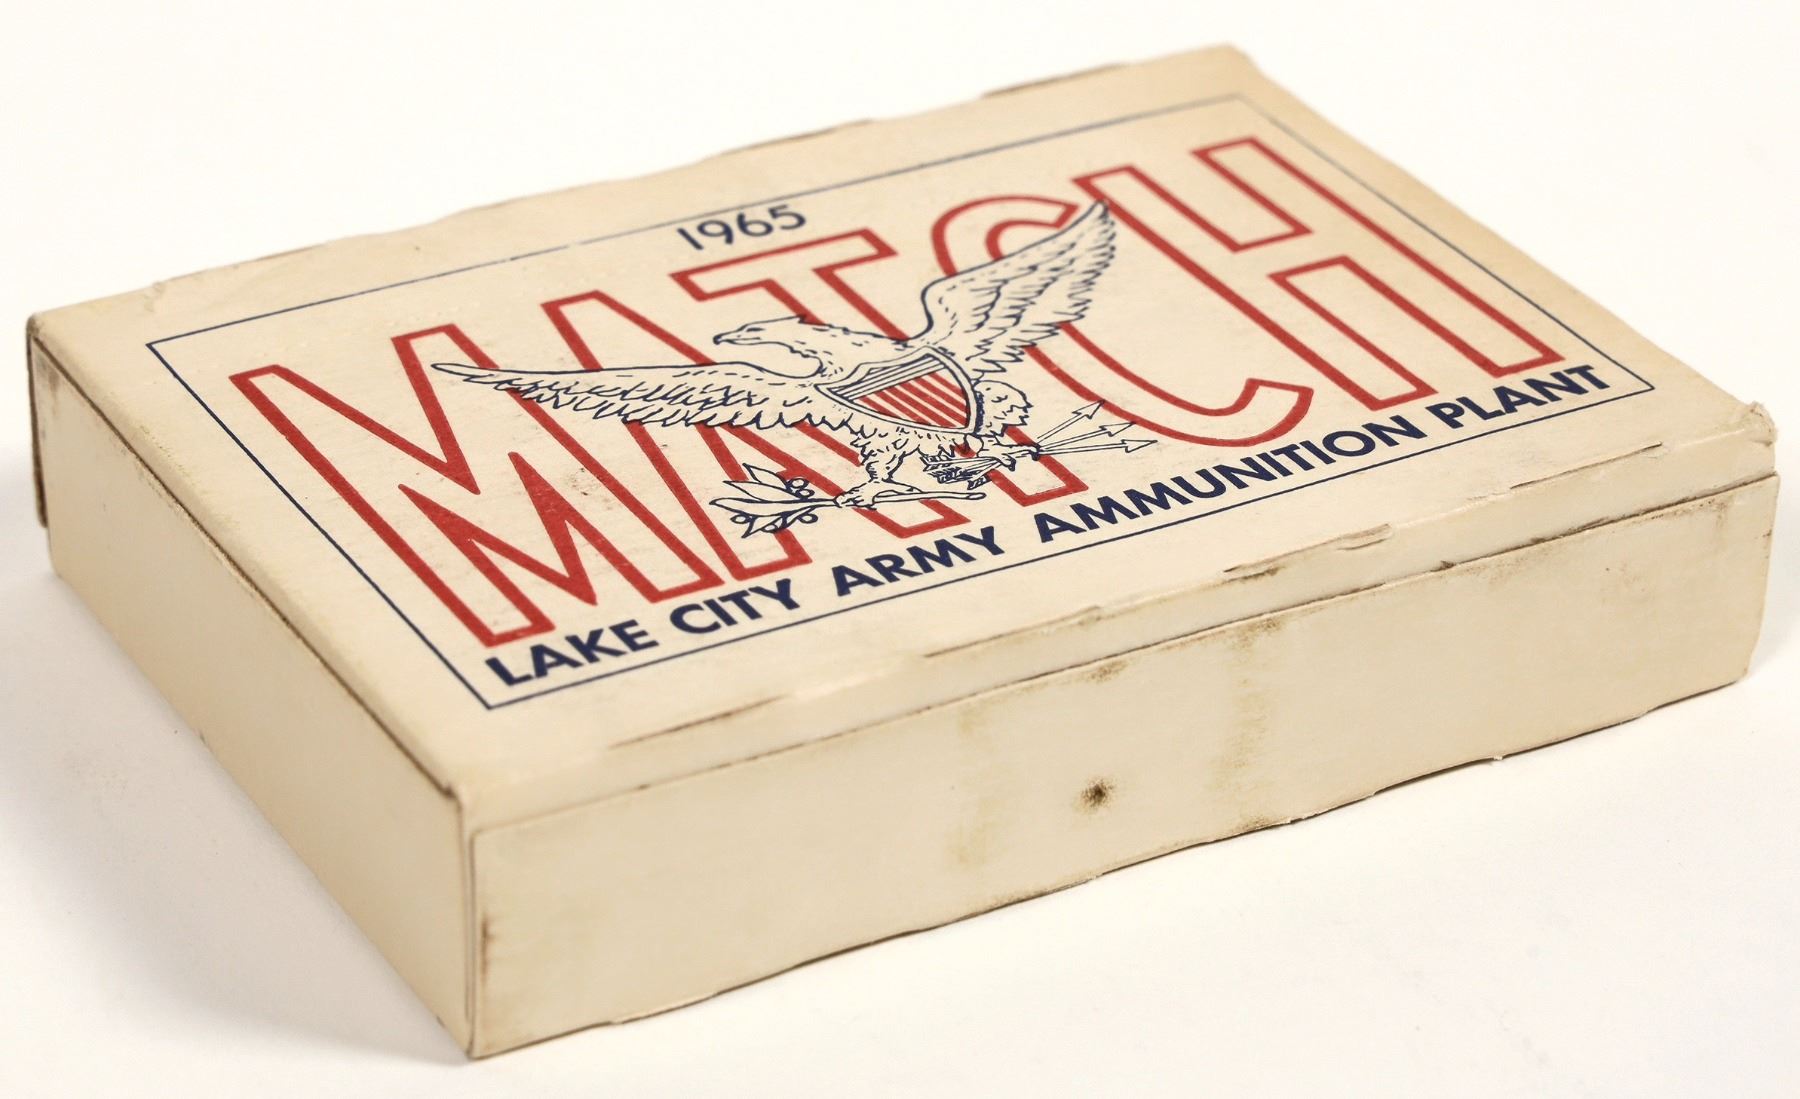 1965
MATCH
LAKE CITY ARMY AMMUNITION PLANT